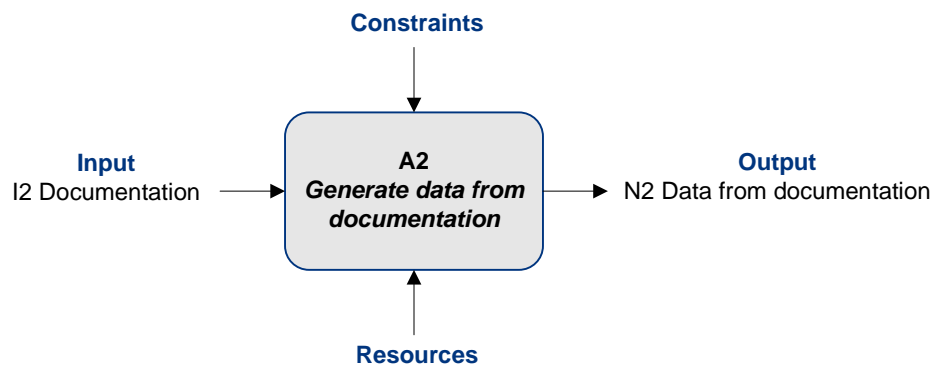 Constraints
Input
I2 Documentation
A2
Generate data from
documentation
Output
N2 Data from documentation
Resources